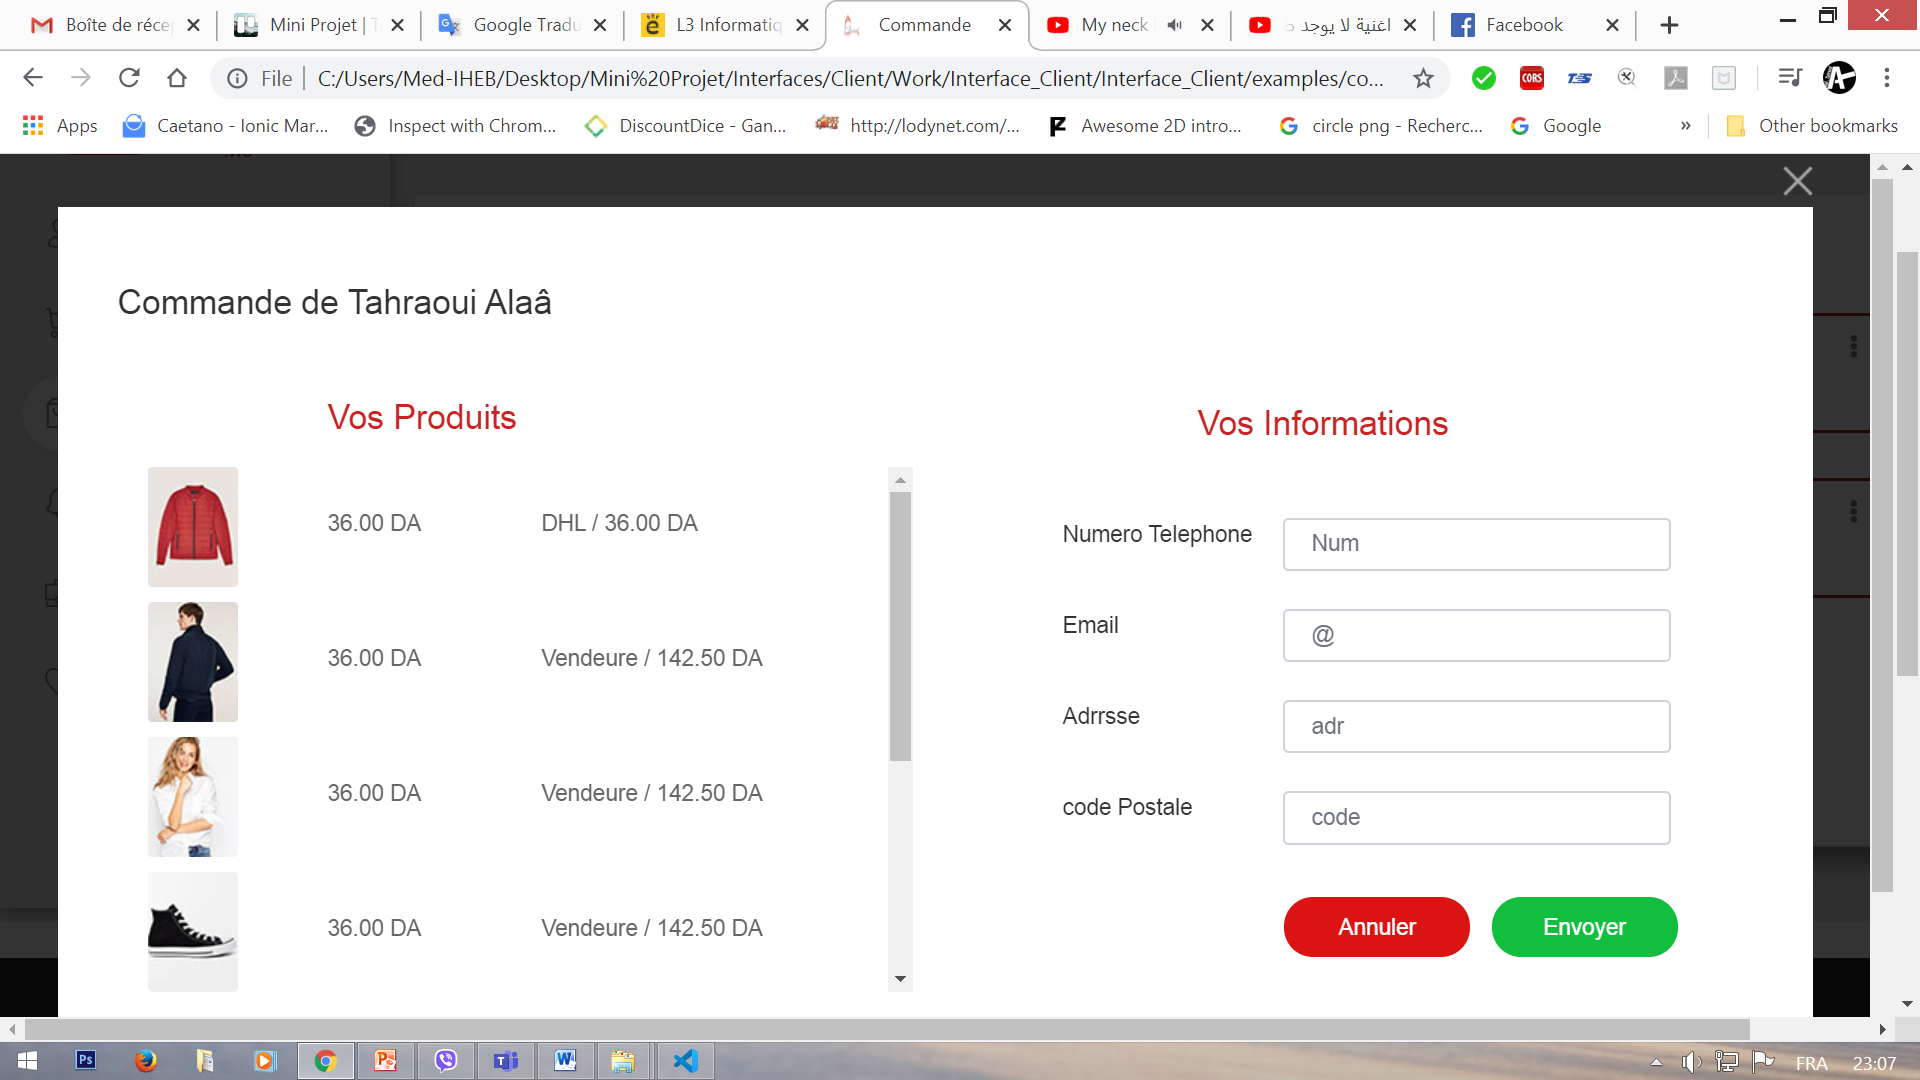 Boîte de récep
Mini Projet | T
Google Tradu
L3 Informatiq
Commande
My neck
اغنية لا يوجد
Facebook
File
C:/Users/Med-IHEB/Desktop/Mini%20Projet/Interfaces/Client/Work/Interface_Client/Interface_Client/examples/co...
CORS
Apps
Caetano - Ionic Mar...
Inspect with Chrom...
DiscountDice - Gan...
http://lodynet.com/...
Awesome 2D intro...
circle png - Recherc...
Google
»
Other bookmarks
Commande de Tahraoui Alaâ
Vos Produits
36.00 DA
DHL / 36.00 DA
36.00 DA
Vendeure / 142.50 DA
36.00 DA
Vendeure / 142.50 DA
36.00 DA
Vendeure / 142.50 DA
Vos Informations
Numero Telephone
Num
Email
@
Adrrsse
adr
code Postale
code
Annuler
Envoyer
Ps
FRA
23:07